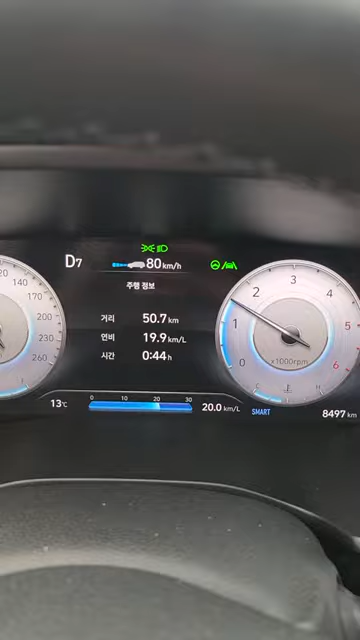 D7
80km/h
주행 정보
거리 50.7 km
연비 19.9 km/L
시간 0:44 h
20
140
170
200
230
260
1
2
3
4
5
6
x1000rpm
C
H
13℃
0 10 20 30
20.0 km/L
SMART
8497 km